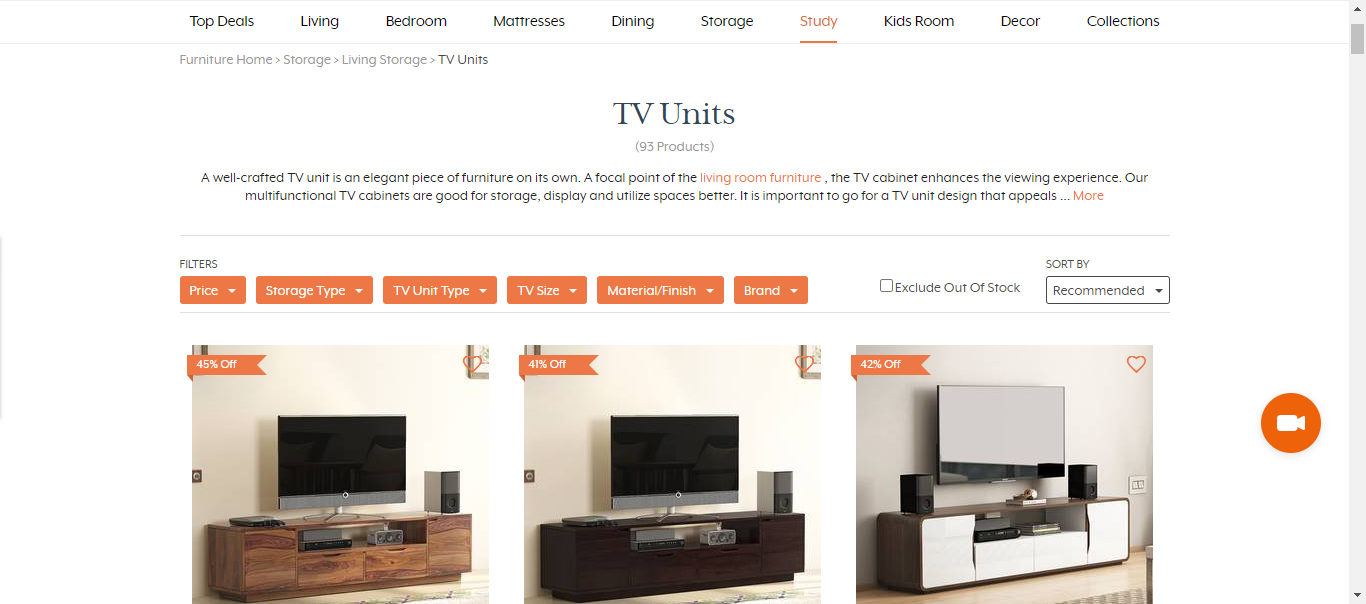 Top Deals Living Bedroom Mattresses Dining Storage Study Kids Room Decor Collections
Furniture Home > Storage > Living Storage > TV Units
TV Units
(93 Products)
A well-crafted TV unit is an elegant piece of furniture on its own. A focal point of the living room furniture , the TV cabinet enhances the viewing experience. Our
multifunctional TV cabinets are good for storage, display and utilize spaces better. It is important to go for a TV unit design that appeals ... More
FILTERS
SORT BY
Price Storage Type TV Unit Type TV Size Material/Finish Brand Exclude Out Of Stock Recommended
45% Off 41% Off 42% Off